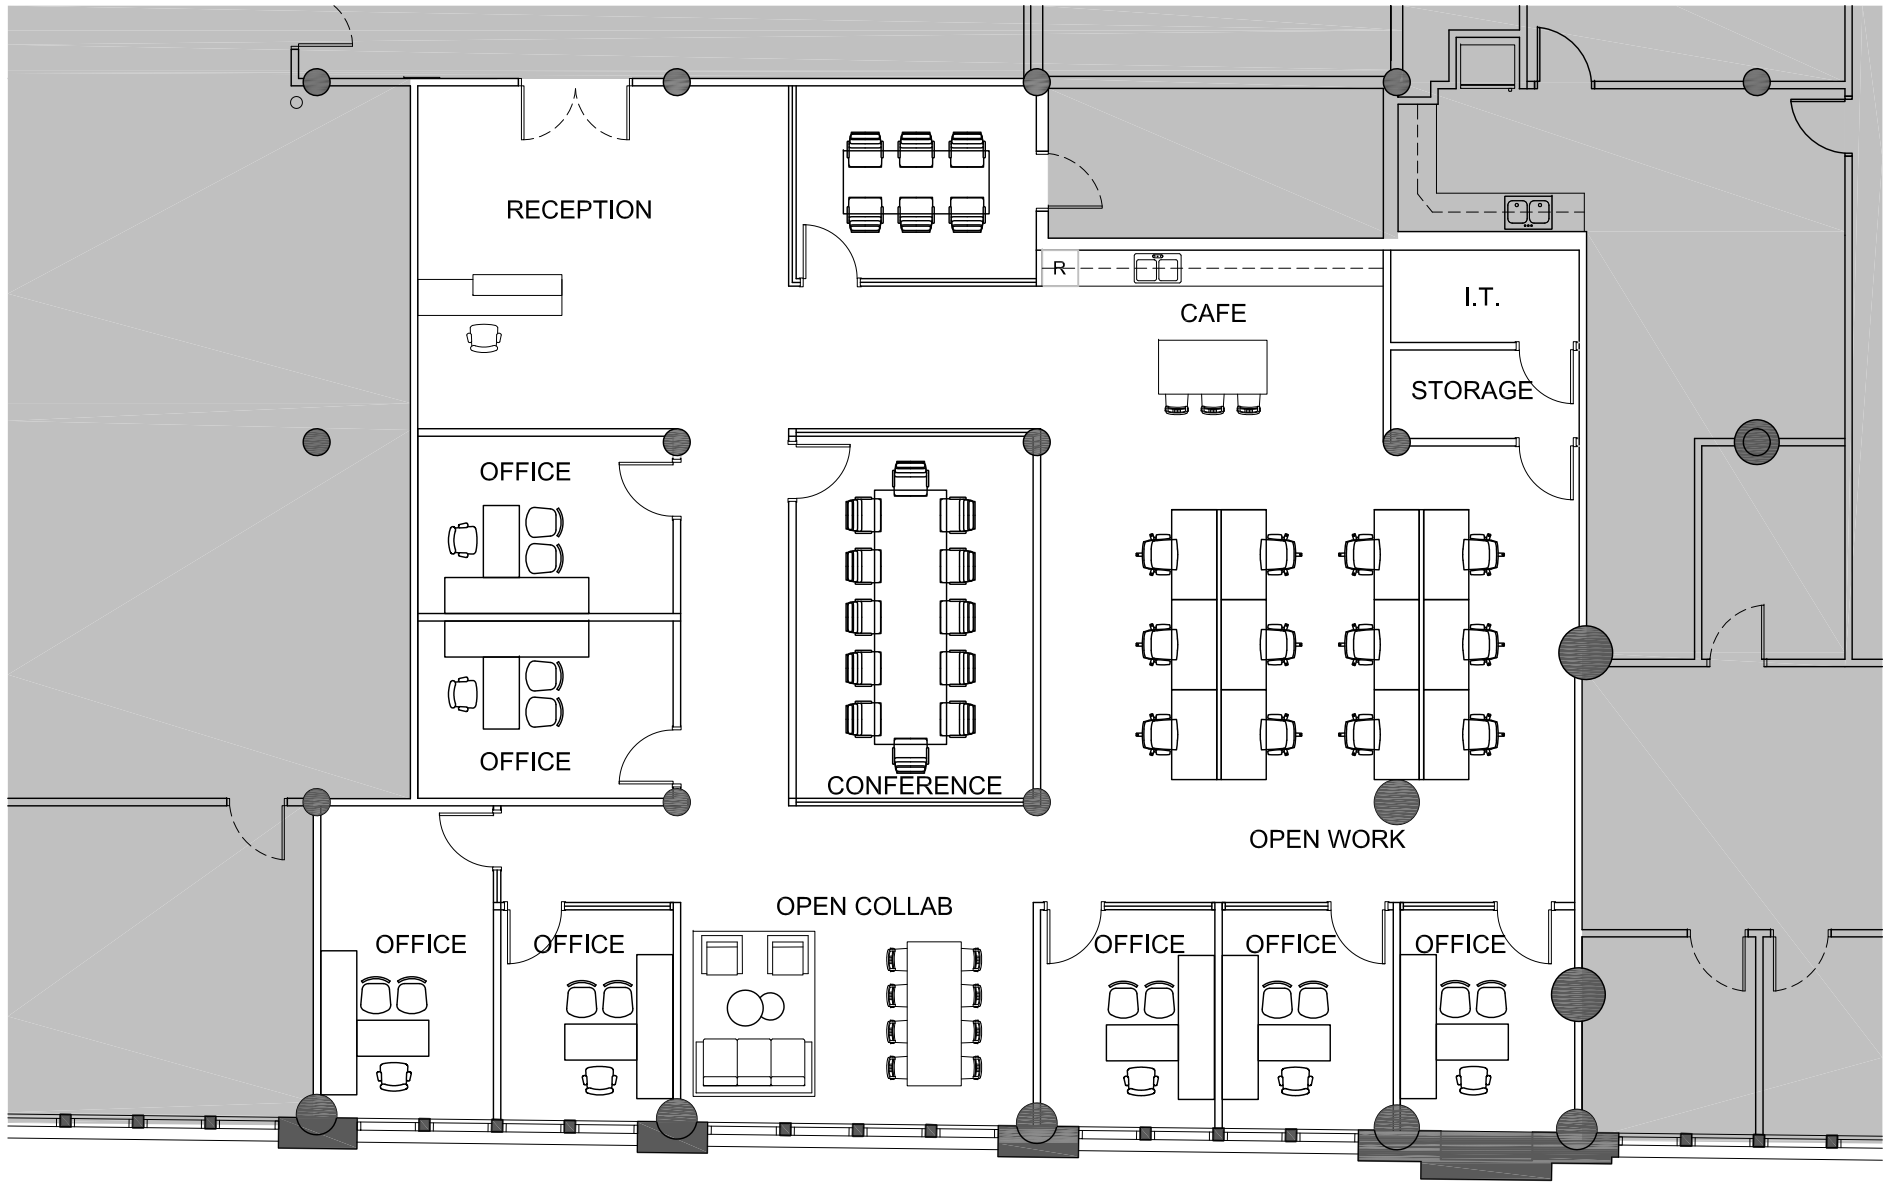 RECEPTION
R
I.T.
CAFE
STORAGE
OFFICE
OFFICE
CONFERENCE
OPEN WORK
OPEN COLLAB
OFFICE
OFFICE
OFFICE
OFFICE
OFFICE